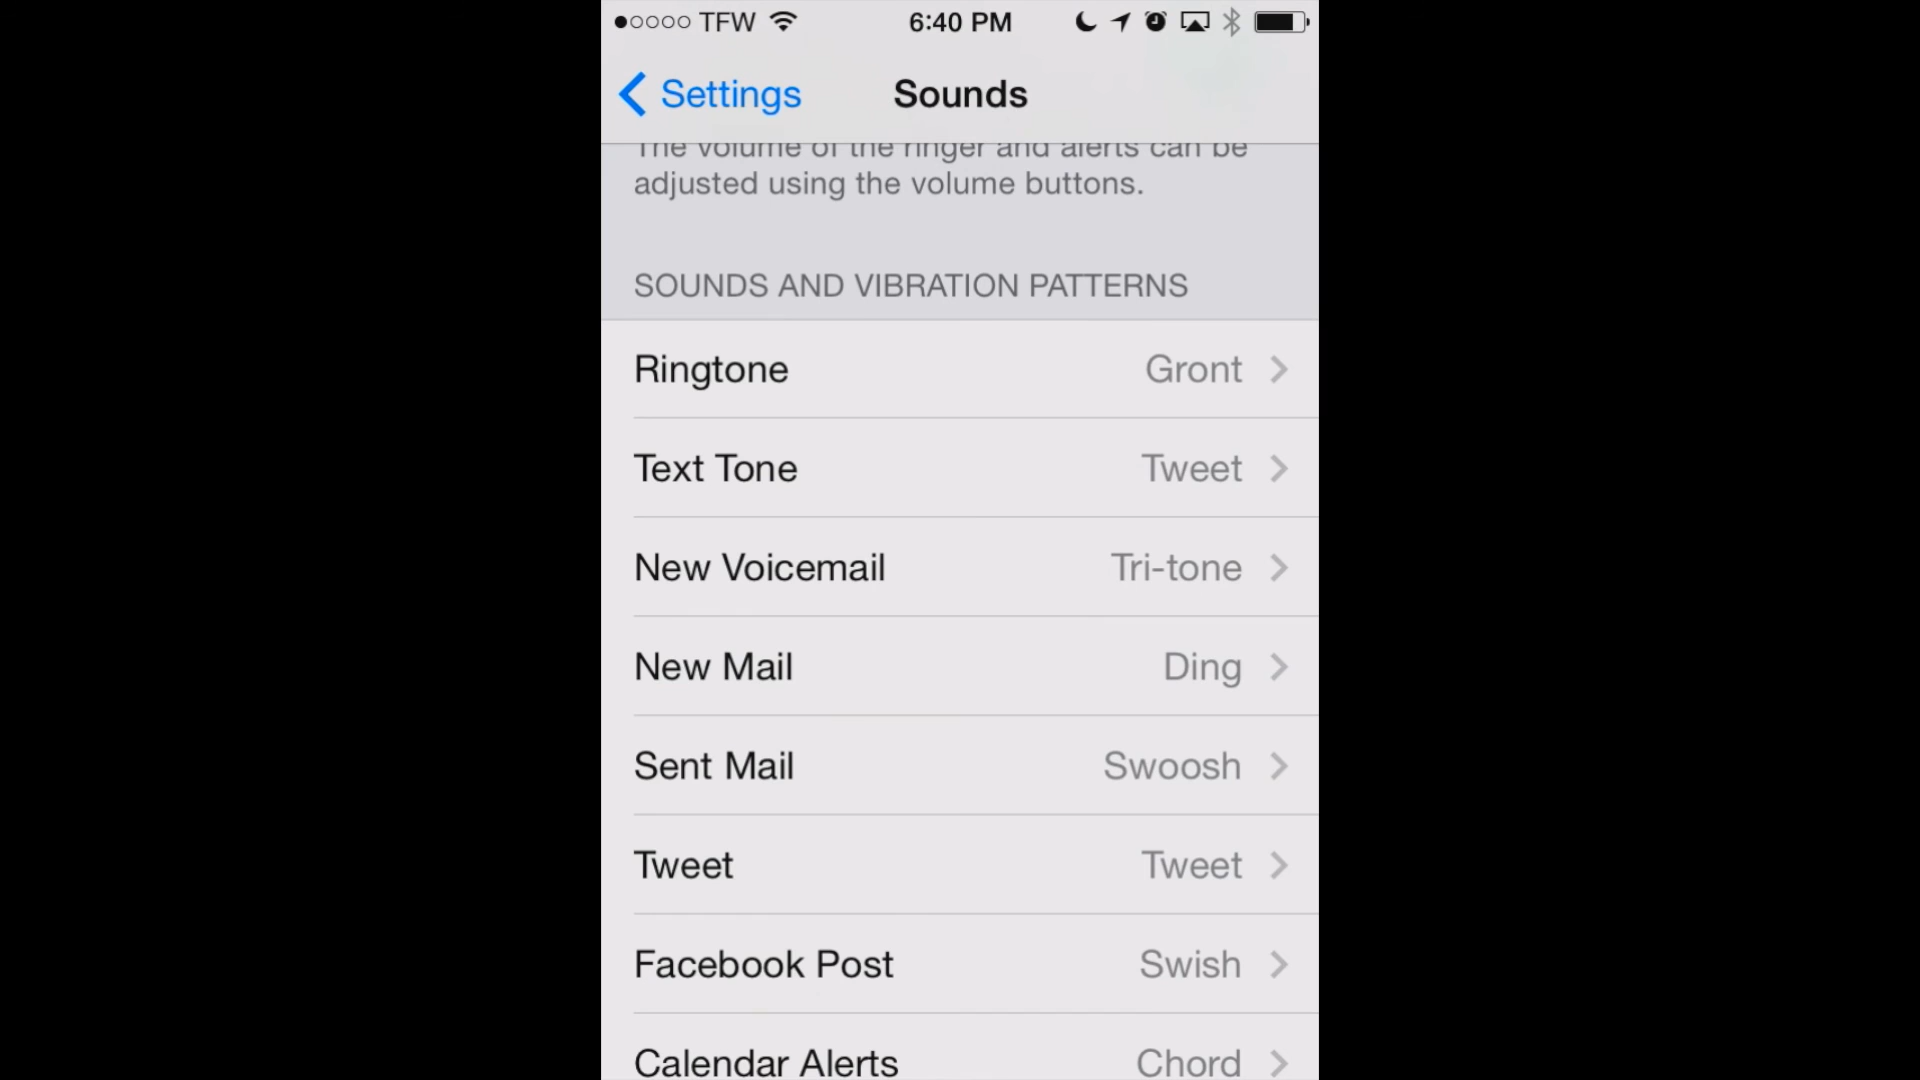 TFW 6:40 PM
Settings Sounds
The volume of the ringer and alerts can be
adjusted using the volume buttons.
SOUNDS AND VIBRATION PATTERNS
Ringtone Gront
Text Tone Tweet
New Voicemail Tri-tone
New Mail Ding
Sent Mail Swoosh
Tweet Tweet
Facebook Post Swish
Calendar Alerts Chord